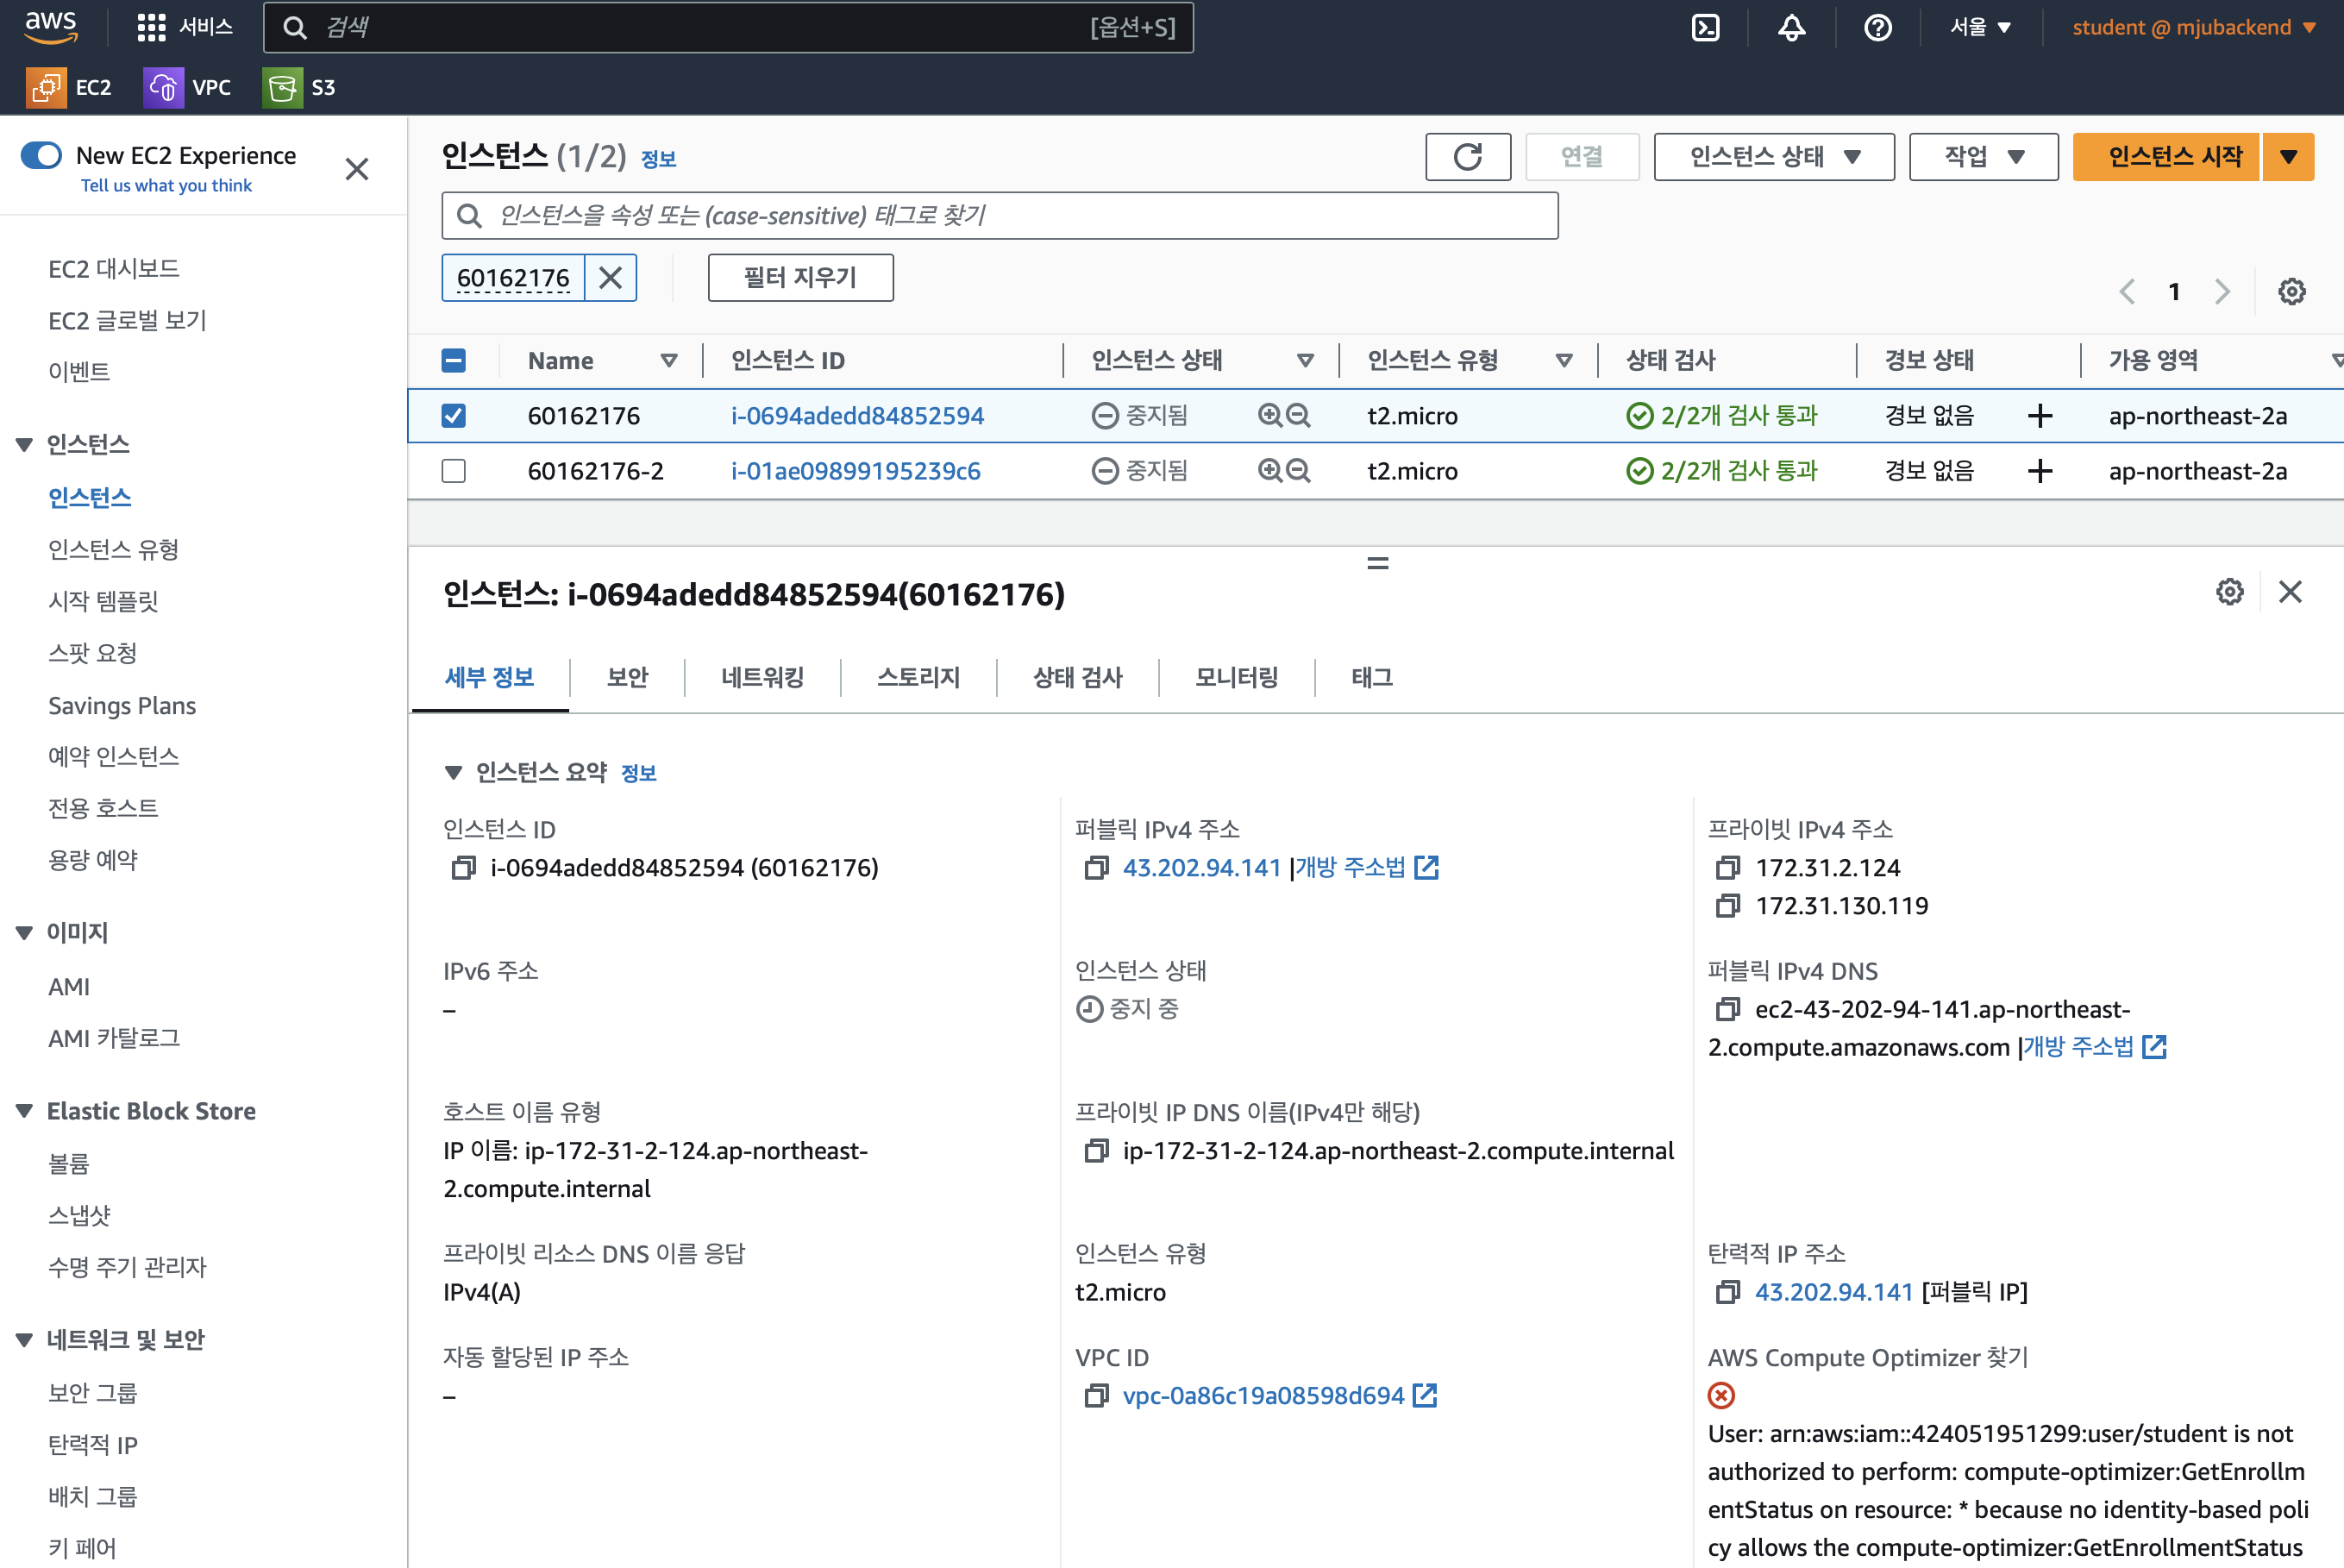 aws
서비스
검색
[옵션+S]
서울
student @ mjubackend
EC2
VPC
S3
New EC2 Experience
Tell us what you think
EC2 대시보드
EC2 글로벌 보기
이벤트
인스턴스
인스턴스
인스턴스 유형
시작 템플릿
스팟 요청
Savings Plans
예약 인스턴스
전용 호스트
용량 예약
이미지
AMI
AMI 카탈로그
Elastic Block Store
볼륨
스냅샷
수명 주기 관리자
네트워크 및 보안
보안 그룹
탄력적 IP
배치 그룹
키 페어
인스턴스 (1/2) 정보
연결
인스턴스 상태
작업
인스턴스 시작
인스턴스을 속성 또는 (case-sensitive) 태그로 찾기
60162176
필터 지우기
1
Name 인스턴스 ID 인스턴스 상태 인스턴스 유형 상태 검사 경보 상태 가용 영역
60162176 i-0694adedd84852594 중지됨 t2.micro 2/2개 검사 통과 경보 없음 + ap-northeast-2a
60162176-2 i-01ae09899195239c6 중지됨 t2.micro 2/2개 검사 통과 경보 없음 + ap-northeast-2a
인스턴스: i-0694adedd84852594(60162176)
세부 정보 보안 네트워킹 스토리지 상태 검사 모니터링 태그
인스턴스 요약 정보
인스턴스 ID
i-0694adedd84852594 (60162176)
퍼블릭 IPv4 주소
43.202.94.141 |개방 주소법
프라이빗 IPv4 주소
172.31.2.124
172.31.130.119
IPv6 주소
–
인스턴스 상태
중지 중
퍼블릭 IPv4 DNS
ec2-43-202-94-141.ap-northeast-
2.compute.amazonaws.com |개방 주소법
호스트 이름 유형
IP 이름: ip-172-31-2-124.ap-northeast-
2.compute.internal
프라이빗 IP DNS 이름(IPv4만 해당)
ip-172-31-2-124.ap-northeast-2.compute.internal
프라이빗 리소스 DNS 이름 응답
IPv4(A)
인스턴스 유형
t2.micro
탄력적 IP 주소
43.202.94.141 [퍼블릭 IP]
자동 할당된 IP 주소
–
VPC ID
vpc-0a86c19a08598d694
AWS Compute Optimizer 찾기
User: arn:aws:iam::424051951299:user/student is not
authorized to perform: compute-optimizer:GetEnrollm
entStatus on resource: * because no identity-based poli
cy allows the compute-optimizer:GetEnrollmentStatus